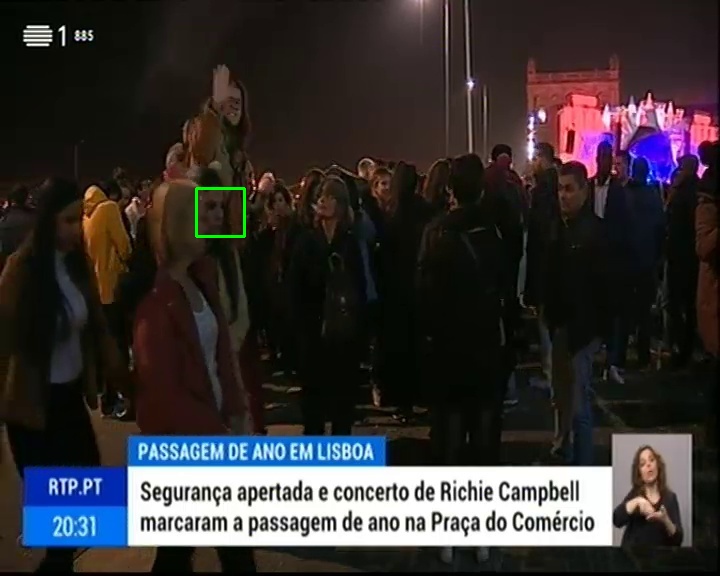 1 885
PASSAGEM DE ANO EM LISBOA
RTP.PT
Segurança apertada e concerto de Richie Campbell
marcaram a passagem de ano na Praça do Comércio
20:31